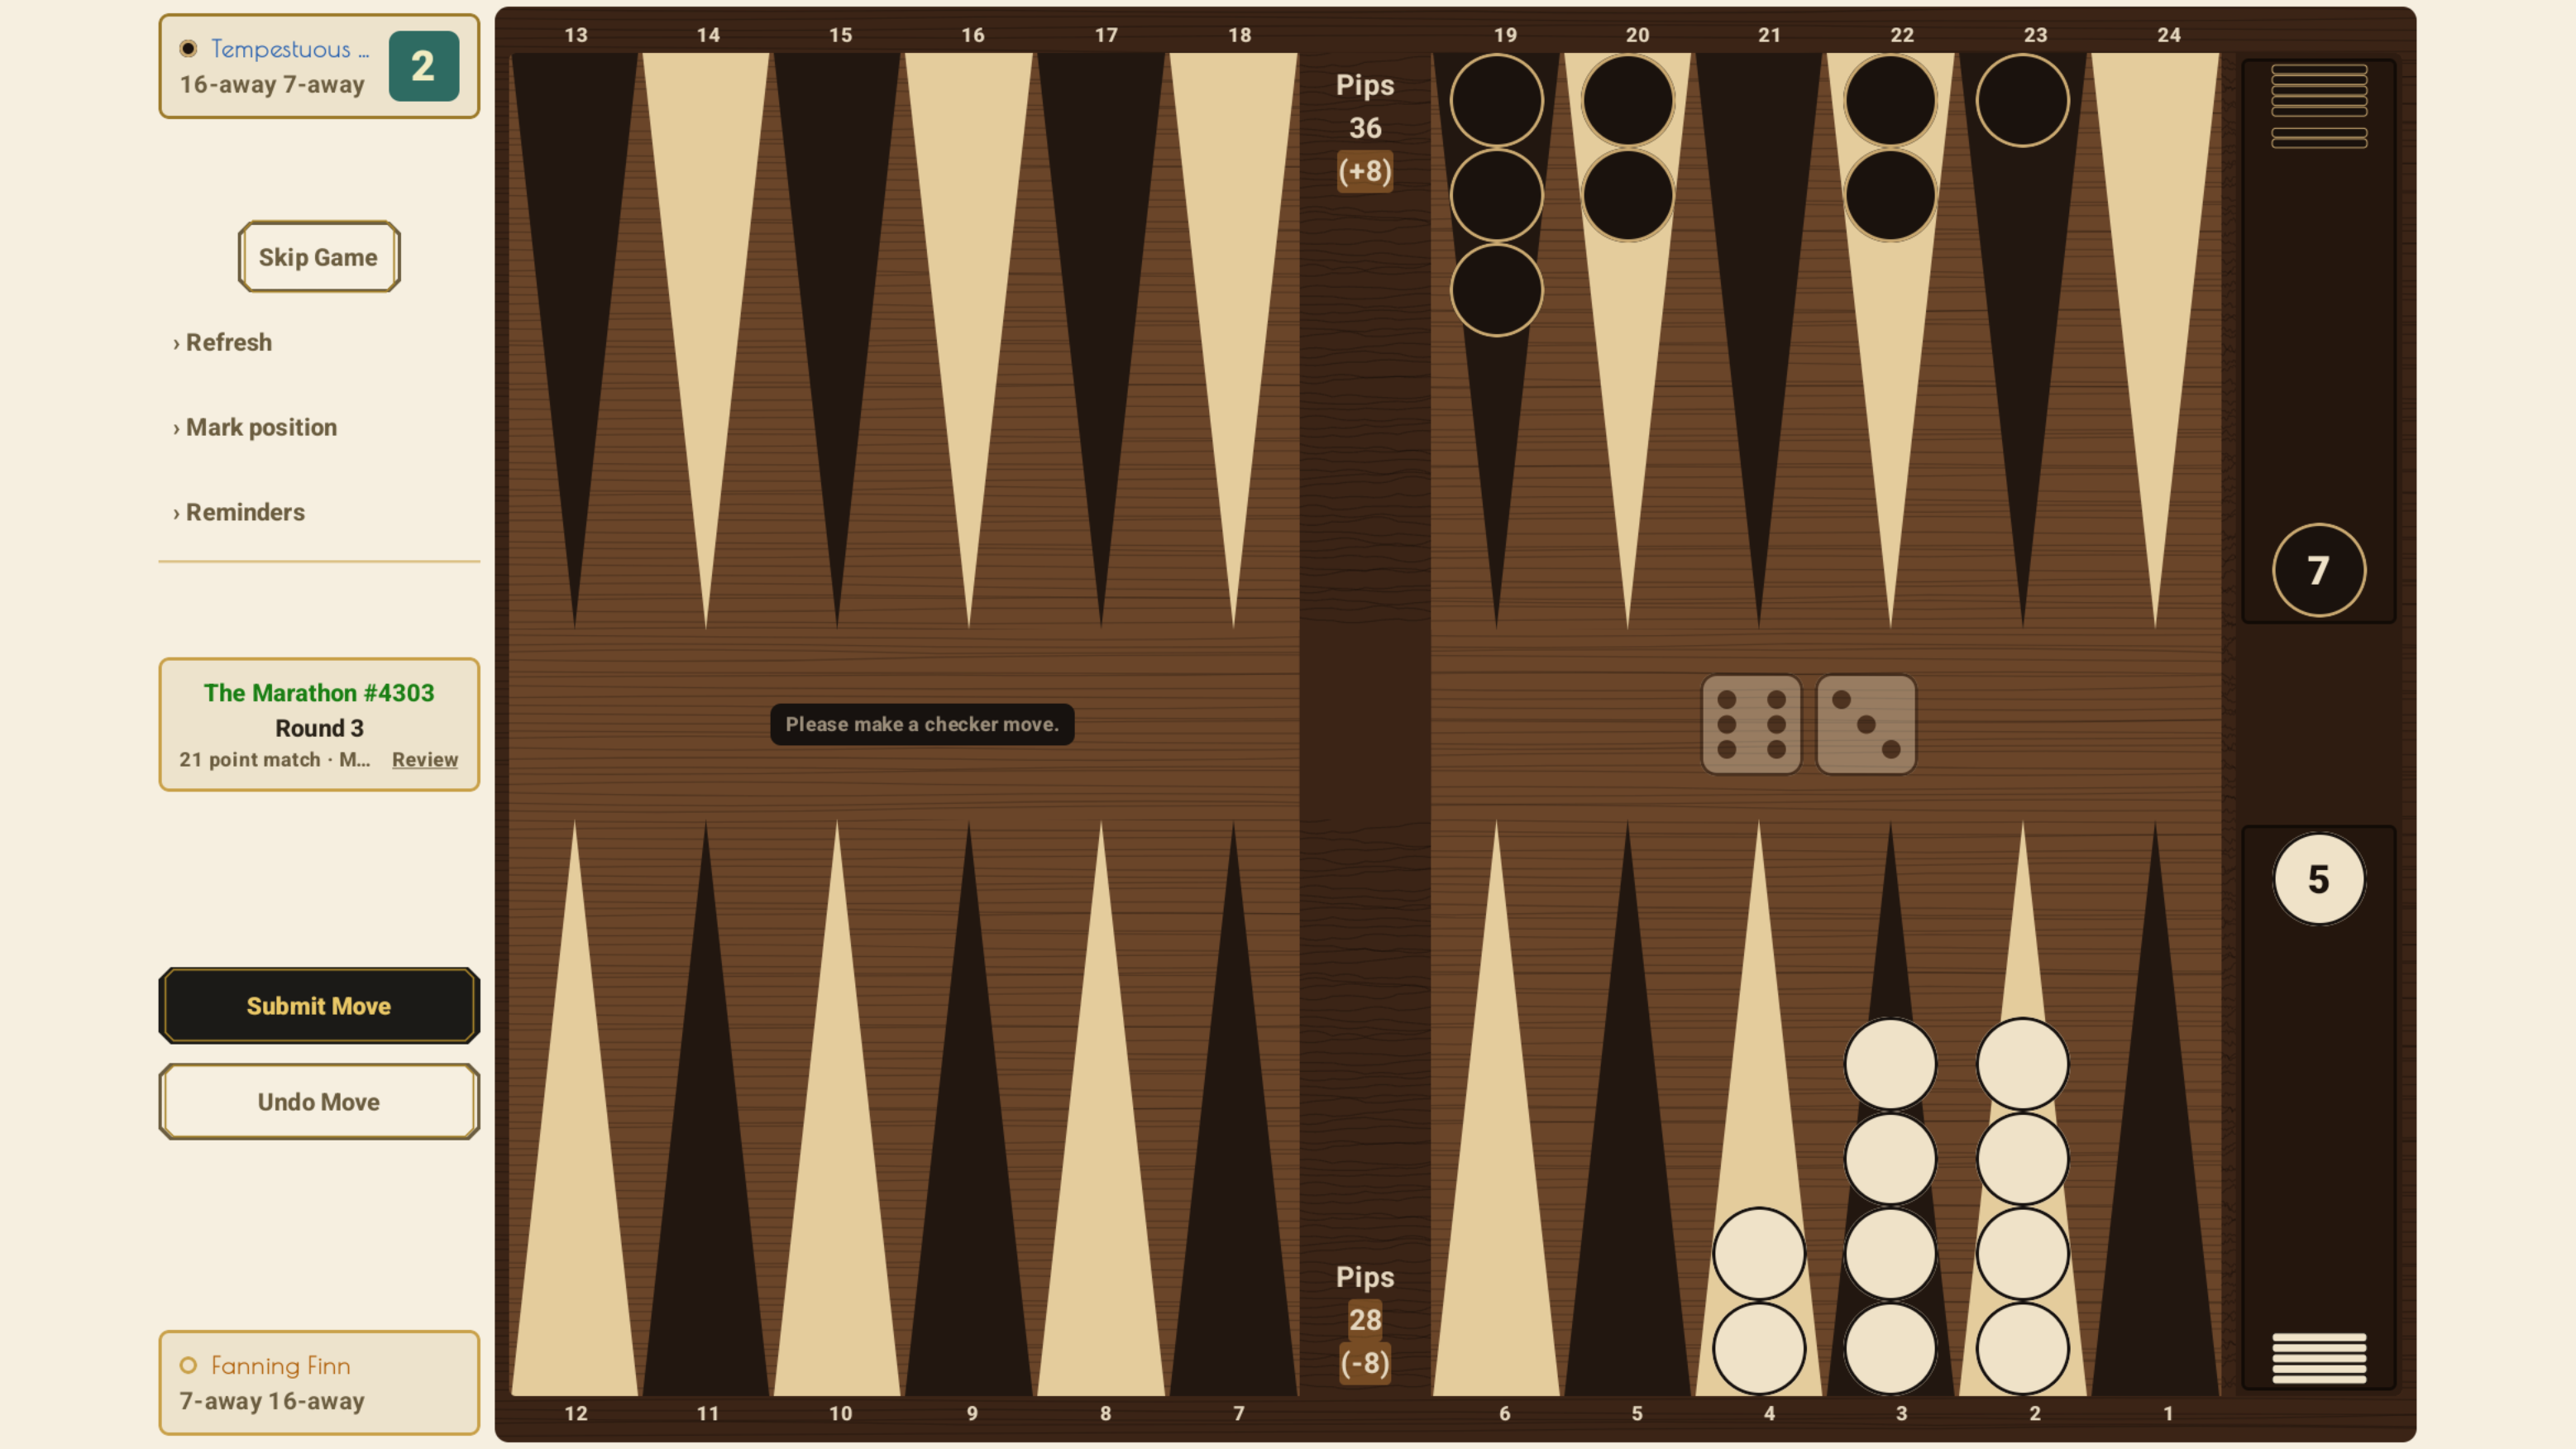 Tempestuous ...
16-away 7-away
2
Skip Game
› Refresh
› Mark position
› Reminders
The Marathon #4303
Round 3
21 point match · M... Review
Submit Move
Undo Move
Fanning Finn
7-away 16-away
13 14 15 16 17 18 19 20 21 22 23 24
Pips
36
(+8)
7
Please make a checker move.
5
Pips
28
(-8)
12 11 10 9 8 7 6 5 4 3 2 1